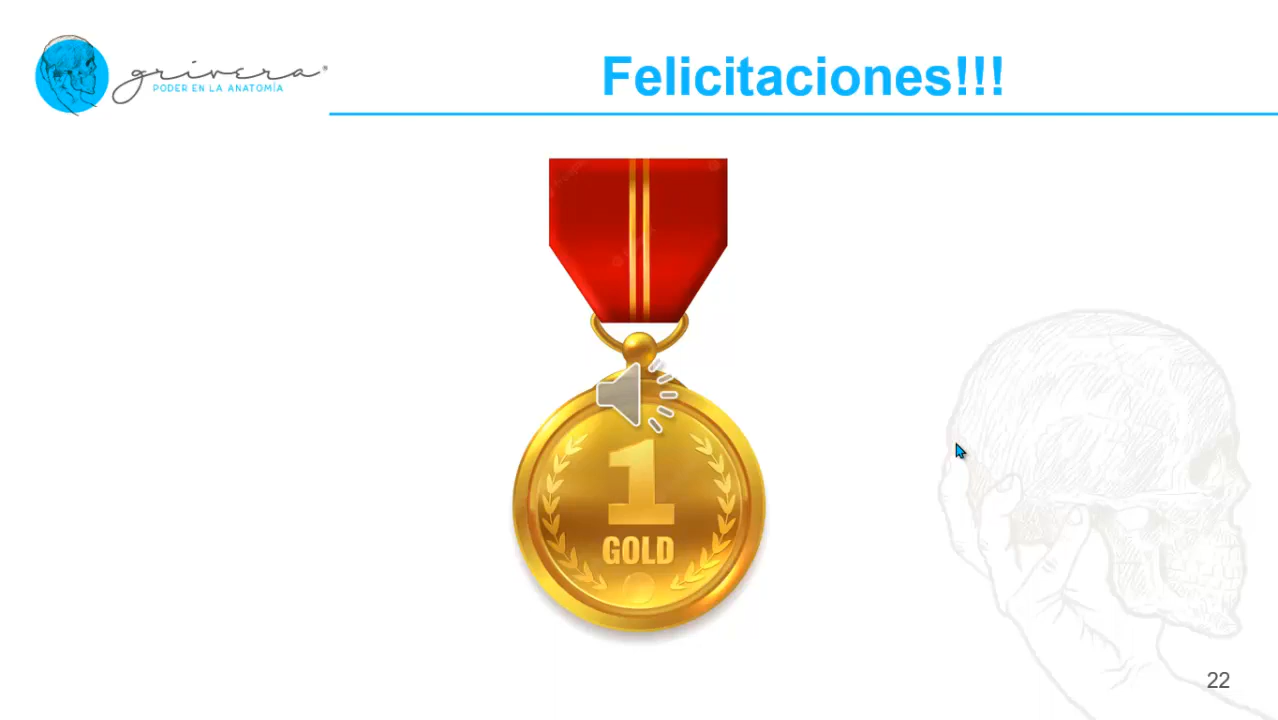 grivera®
PODER EN LA ANATOMÍA
Felicitaciones!!!
1
GOLD
22